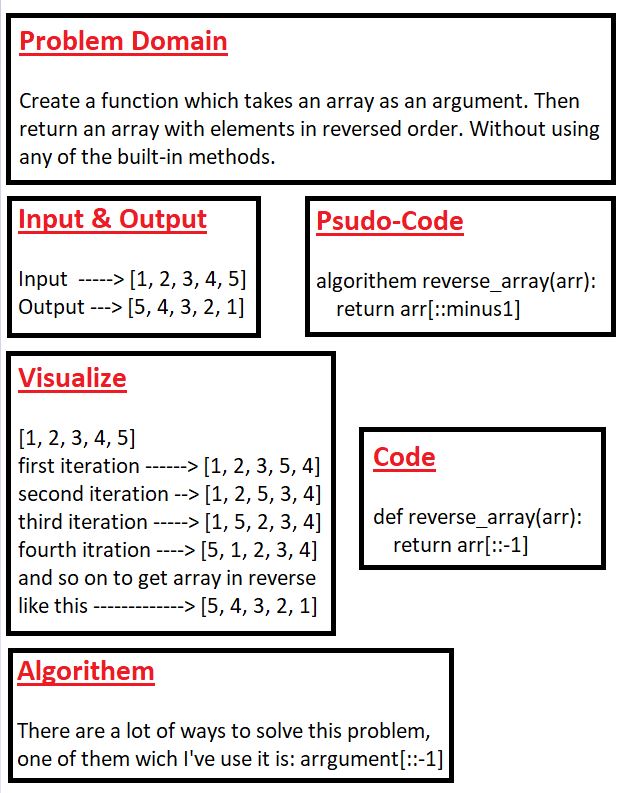 Problem Domain
Create a function which takes an array as an argument. Then
return an array with elements in reversed order. Without using
any of the built-in methods.
Input & Output
Input -----> [1, 2, 3, 4, 5]
Output ---> [5, 4, 3, 2, 1]
Psudo-Code
algorithem reverse_array(arr):
return arr[::minus1]
Visualize
[1, 2, 3, 4, 5]
first iteration ------> [1, 2, 3, 5, 4]
second iteration --> [1, 2, 5, 3, 4]
third iteration -----> [1, 5, 2, 3, 4]
fourth itration ----> [5, 1, 2, 3, 4]
and so on to get array in reverse
like this -------------> [5, 4, 3, 2, 1]
Code
def reverse_array(arr):
return arr[::-1]
Algorithem
There are a lot of ways to solve this problem,
one of them wich I've use it is: arrgument[::-1]